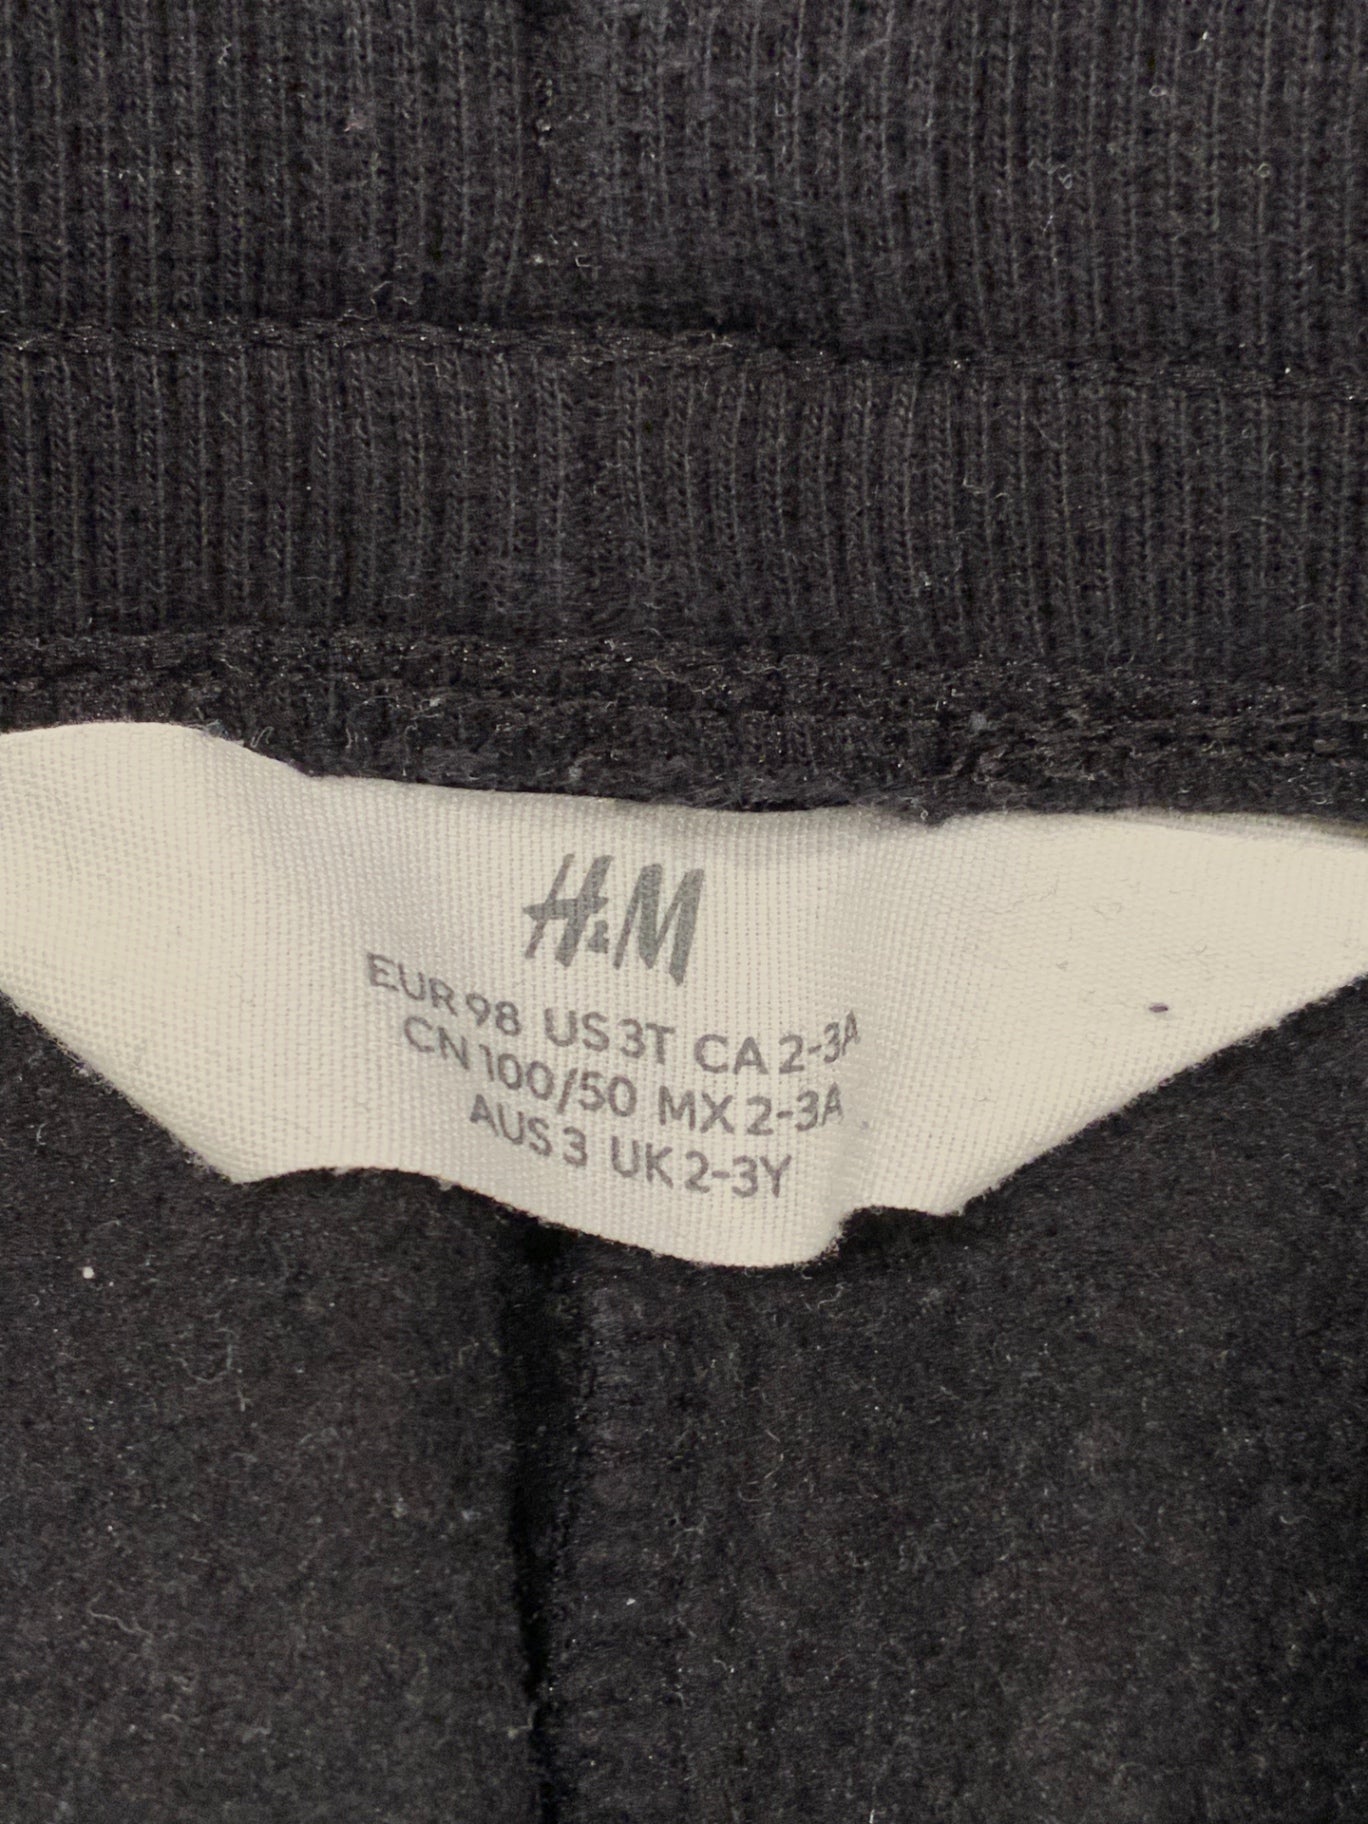 H&M
EUR 98 US 3T CA 2-3A
CN 100/50 MX 2-3A
AUS 3 UK 2-3Y